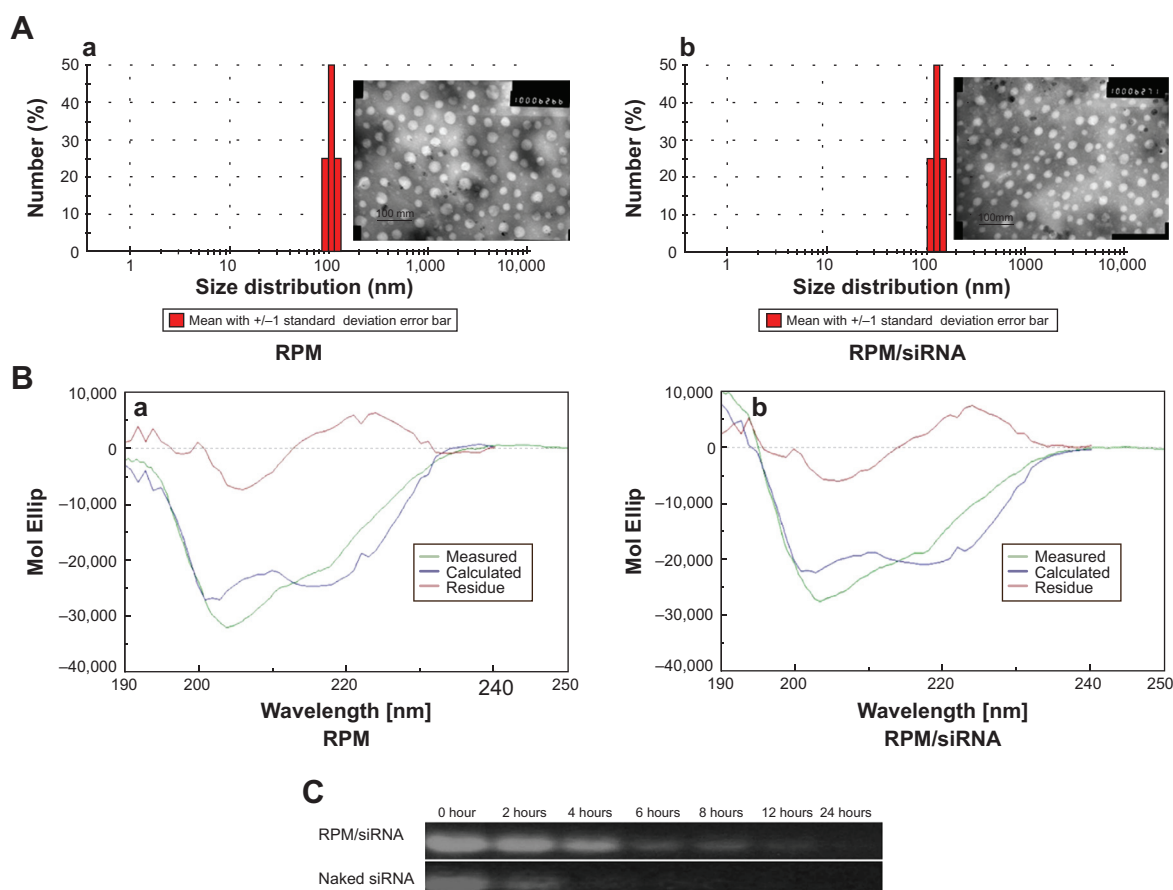 A
a
50
40
30
20
10
0
Number (%)
10006266
100 mm
1 10 100 1,000 10,000
Size distribution (nm)
Mean with +/–1 standard deviation error bar
RPM
b
50
40
30
20
10
0
Number (%)
10006271
100mm
1 10 100 1000 10,000
Size distribution (nm)
Mean with +/–1 standard deviation error bar
RPM/siRNA
B
a
10,000
0
–10,000
–20,000
–30,000
–40,000
Mol Ellip
Measured
Calculated
Residue
190 200 220 240 250
Wavelength [nm]
RPM
b
10,000
0
–10,000
–20,000
–30,000
–40,000
Mol Ellip
Measured
Calculated
Residue
190 200 220 240 250
Wavelength [nm]
RPM/siRNA
C
0 hour 2 hours 4 hours 6 hours 8 hours 12 hours 24 hours
RPM/siRNA
Naked siRNA